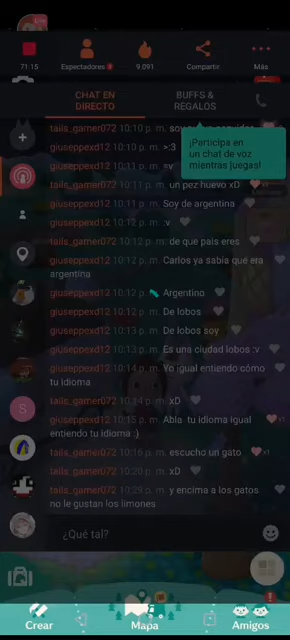 71:15
Espectadores
9.091
Compartir
Más
CHAT EN
DIRECTO
BUFFS &
REGALOS
¡Participa en
un chat de voz
mientras juegas!
tails_gamer072 10:10 p. m.
giuseppexd12 10:10 p. m. >:3
giuseppexd12 10:11 p. m. =v
tails_gamer072 10:11 p. m. un pez huevo xD
giuseppexd12 10:11 p. m. Soy de argentina
giuseppexd12 10:12 p. m. :v
tails_gamer072 10:12 p. m. de que pais eres
giuseppexd12 10:12 p. m. Carlos ya sabía qué era
argentina
giuseppexd12 10:12 p. m. Argentino
giuseppexd12 10:12 p. m. De lobos
giuseppexd12 10:13 p. m. De lobos soy
giuseppexd12 10:13 p. m. Es una ciudad lobos :v
giuseppexd12 10:14 p. m. Yo igual entiendo cómo
tu idioma
tails_gamer072 10:14 p. m. xD
giuseppexd12 10:15 p. m. Abla tu idioma igual
entiendo tu idioma :)
tails_gamer072 10:16 p. m. escucho un gato
tails_gamer072 10:20 p. m. xD
tails_gamer072 10:29 p. m. y encima a los gatos
no le gustan los limones
S
¿Qué tal?
Crear
Mapa
Amigos